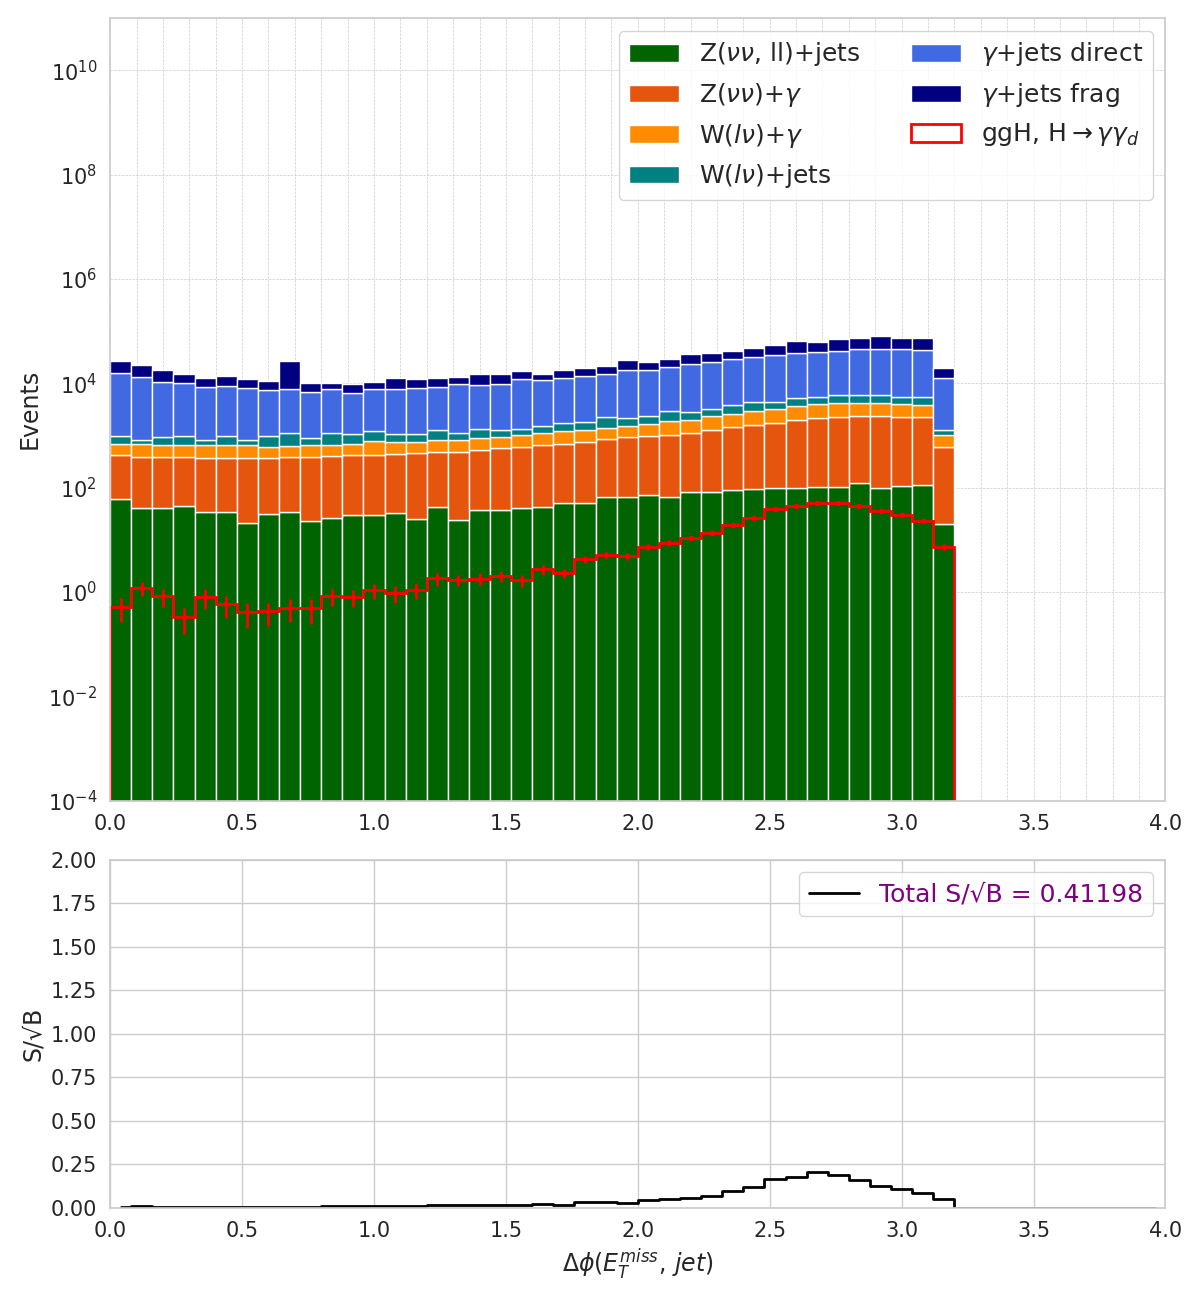 Z(νν, ll)+jets
Z(νν)+γ
W(lν)+γ
W(lν)+jets
γ+jets direct
γ+jets frag
ggH, H→γγ_d
Events
10^10
10^8
10^6
10^4
10^2
10^0
10^−2
10^−4
0.0 0.5 1.0 1.5 2.0 2.5 3.0 3.5 4.0
Total S/√B = 0.41198
S/√B
2.00
1.75
1.50
1.25
1.00
0.75
0.50
0.25
0.00
0.0 0.5 1.0 1.5 2.0 2.5 3.0 3.5 4.0
Δϕ(E_T^miss, jet)